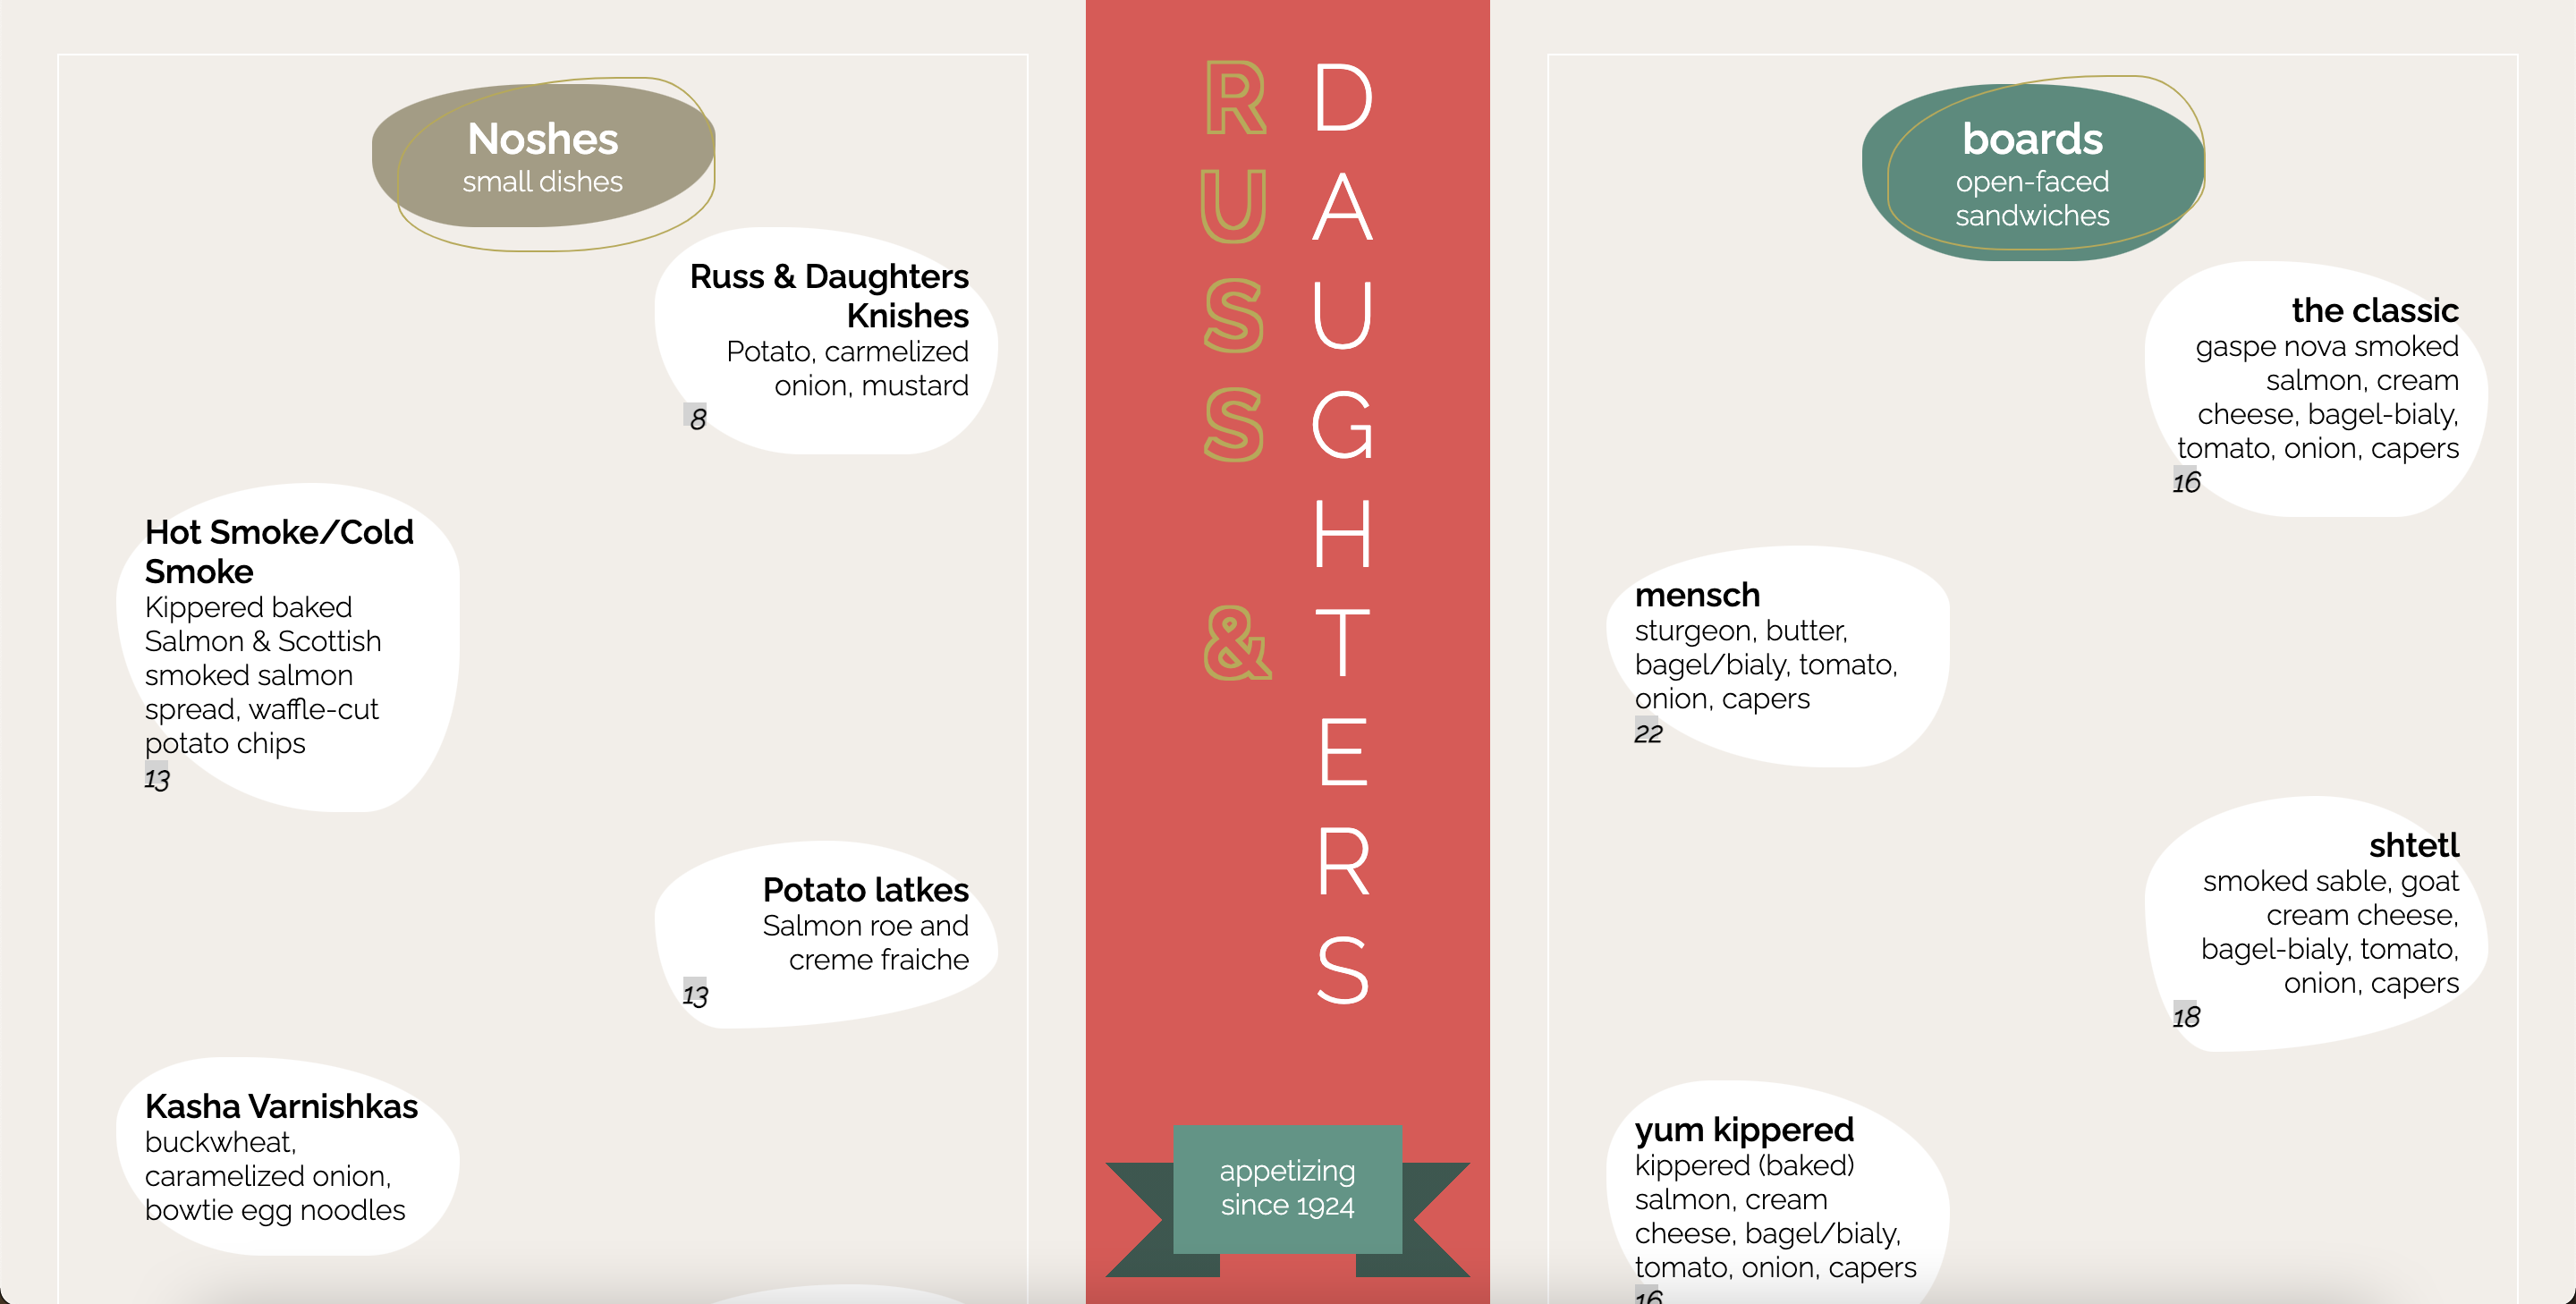 Noshes
small dishes
Russ & Daughters
Knishes
Potato, carmelized
onion, mustard
8
Hot Smoke/Cold
Smoke
Kippered baked
Salmon & Scottish
smoked salmon
spread, waffle-cut
potato chips
13
Potato latkes
Salmon roe and
creme fraiche
13
Kasha Varnishkas
buckwheat,
caramelized onion,
bowtie egg noodles
RUSS &
DAUGHTERS
appetizing
since 1924
boards
open-faced
sandwiches
the classic
gaspe nova smoked
salmon, cream
cheese, bagel-bialy,
tomato, onion, capers
16
mensch
sturgeon, butter,
bagel/bialy, tomato,
onion, capers
22
shtetl
smoked sable, goat
cream cheese,
bagel-bialy, tomato,
onion, capers
18
yum kippered
kippered (baked)
salmon, cream
cheese, bagel/bialy,
tomato, onion, capers
16